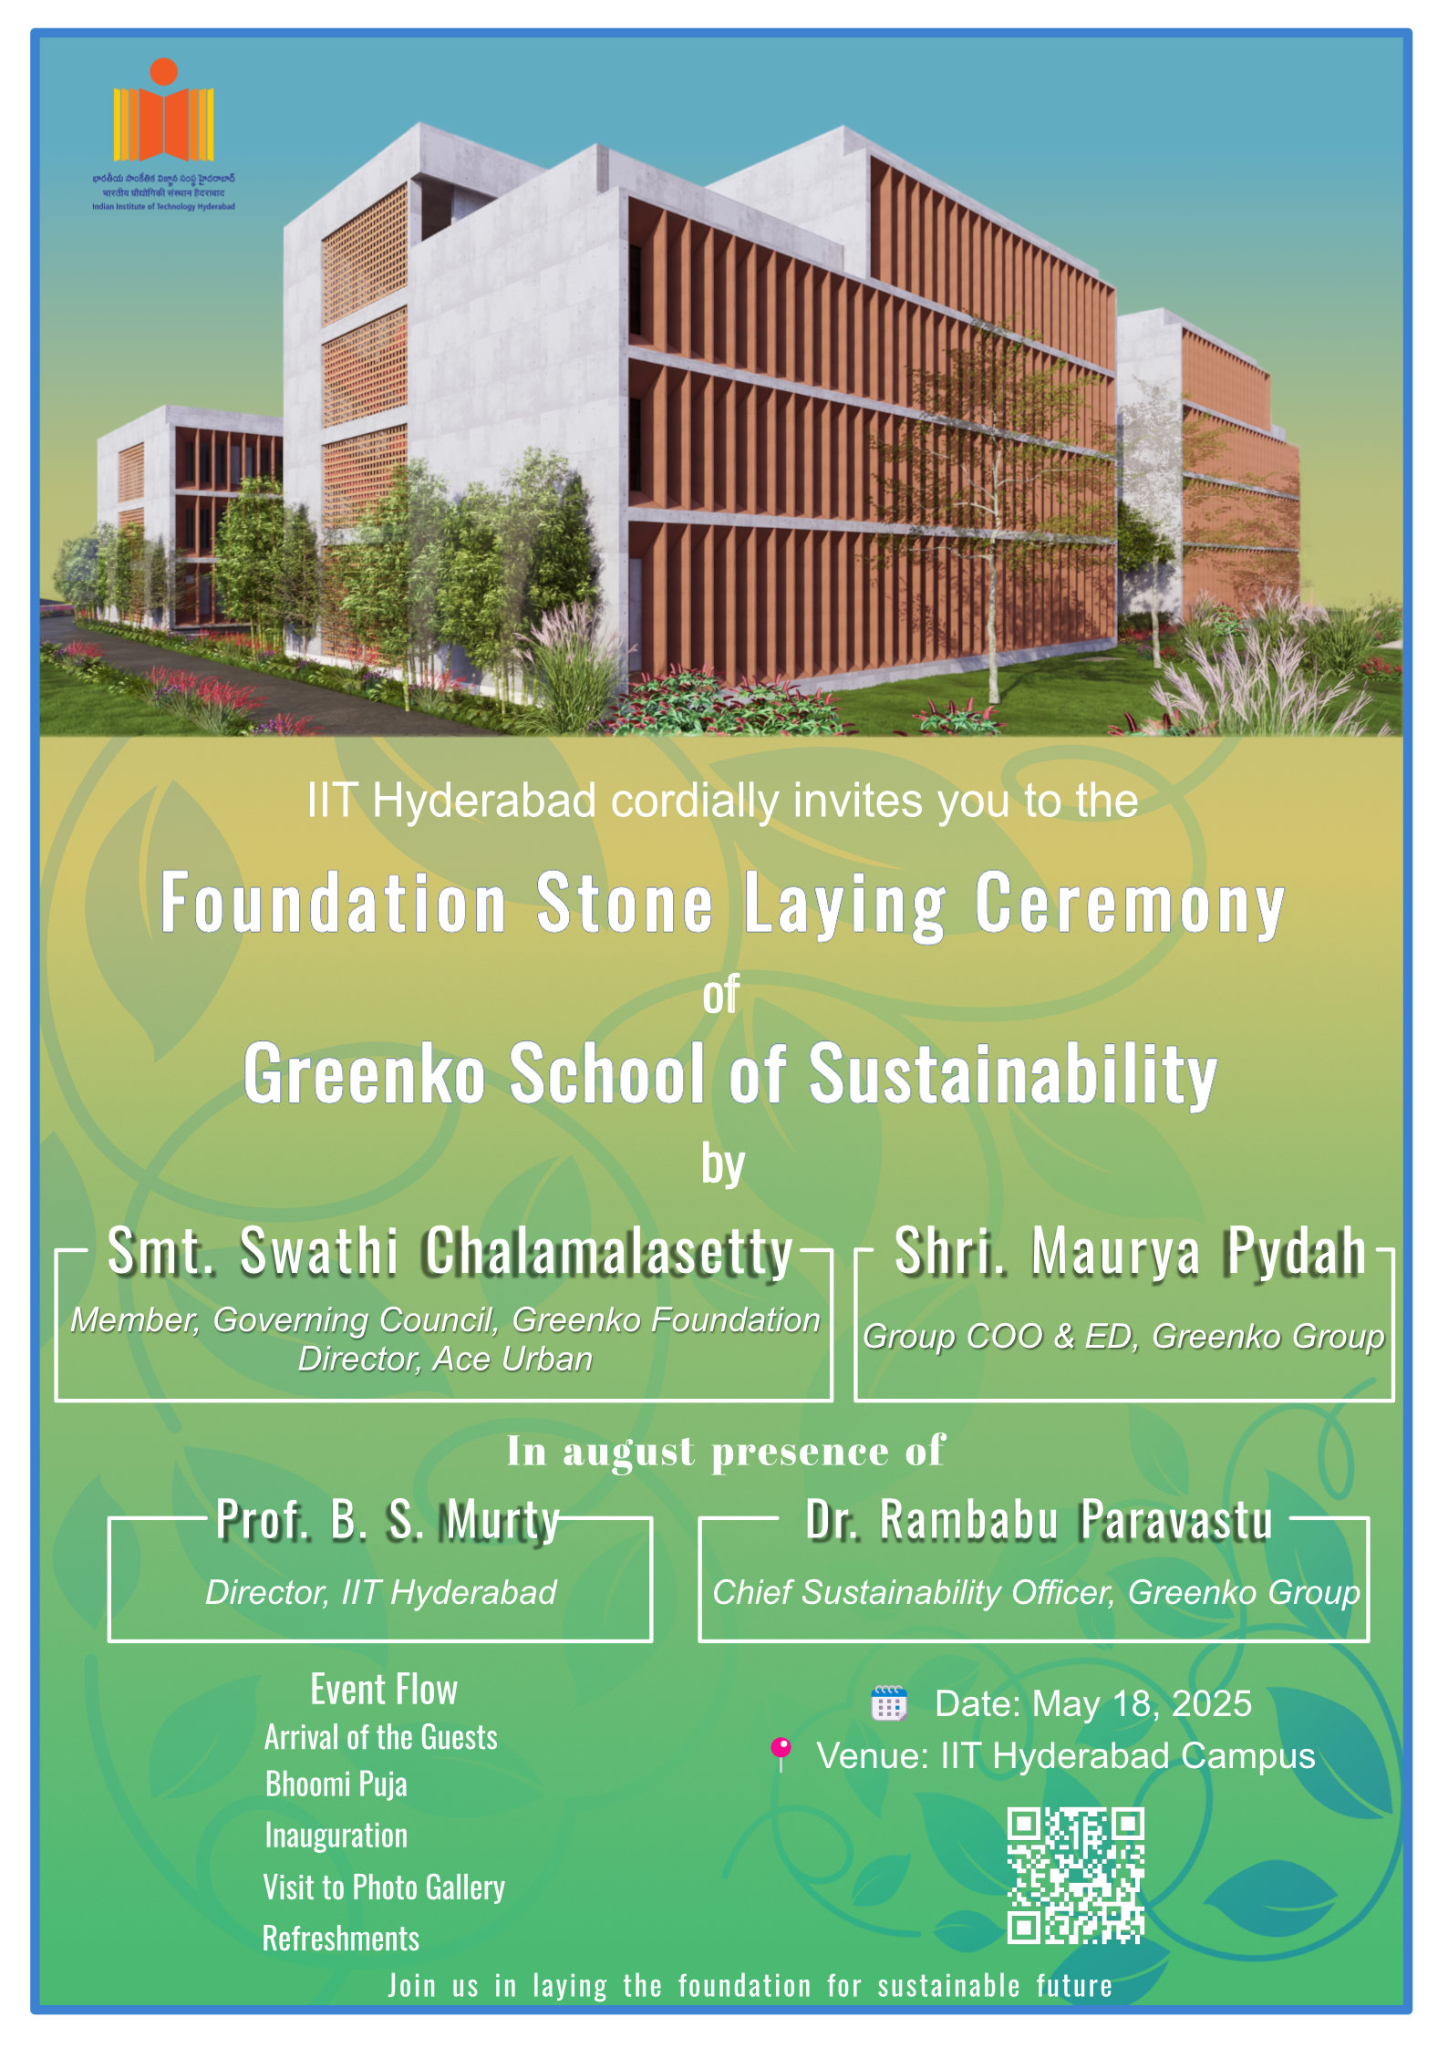 భారతీయ సాంకేతిక విజ్ఞాన సంస్థ హైదరాబాద్
भारतीय प्रौद्योगिकी संस्थान हैदराबाद
Indian Institute of Technology Hyderabad
IIT Hyderabad cordially invites you to the
Foundation Stone Laying Ceremony
of
Greenko School of Sustainability
by
Smt. Swathi Chalamalasetty
Member, Governing Council, Greenko Foundation
Director, Ace Urban
Shri. Maurya Pydah
Group COO & ED, Greenko Group
In august presence of
Prof. B. S. Murty
Director, IIT Hyderabad
Dr. Rambabu Paravastu
Chief Sustainability Officer, Greenko Group
Event Flow
Arrival of the Guests
Bhoomi Puja
Inauguration
Visit to Photo Gallery
Refreshments
Date: May 18, 2025
Venue: IIT Hyderabad Campus
Join us in laying the foundation for sustainable future